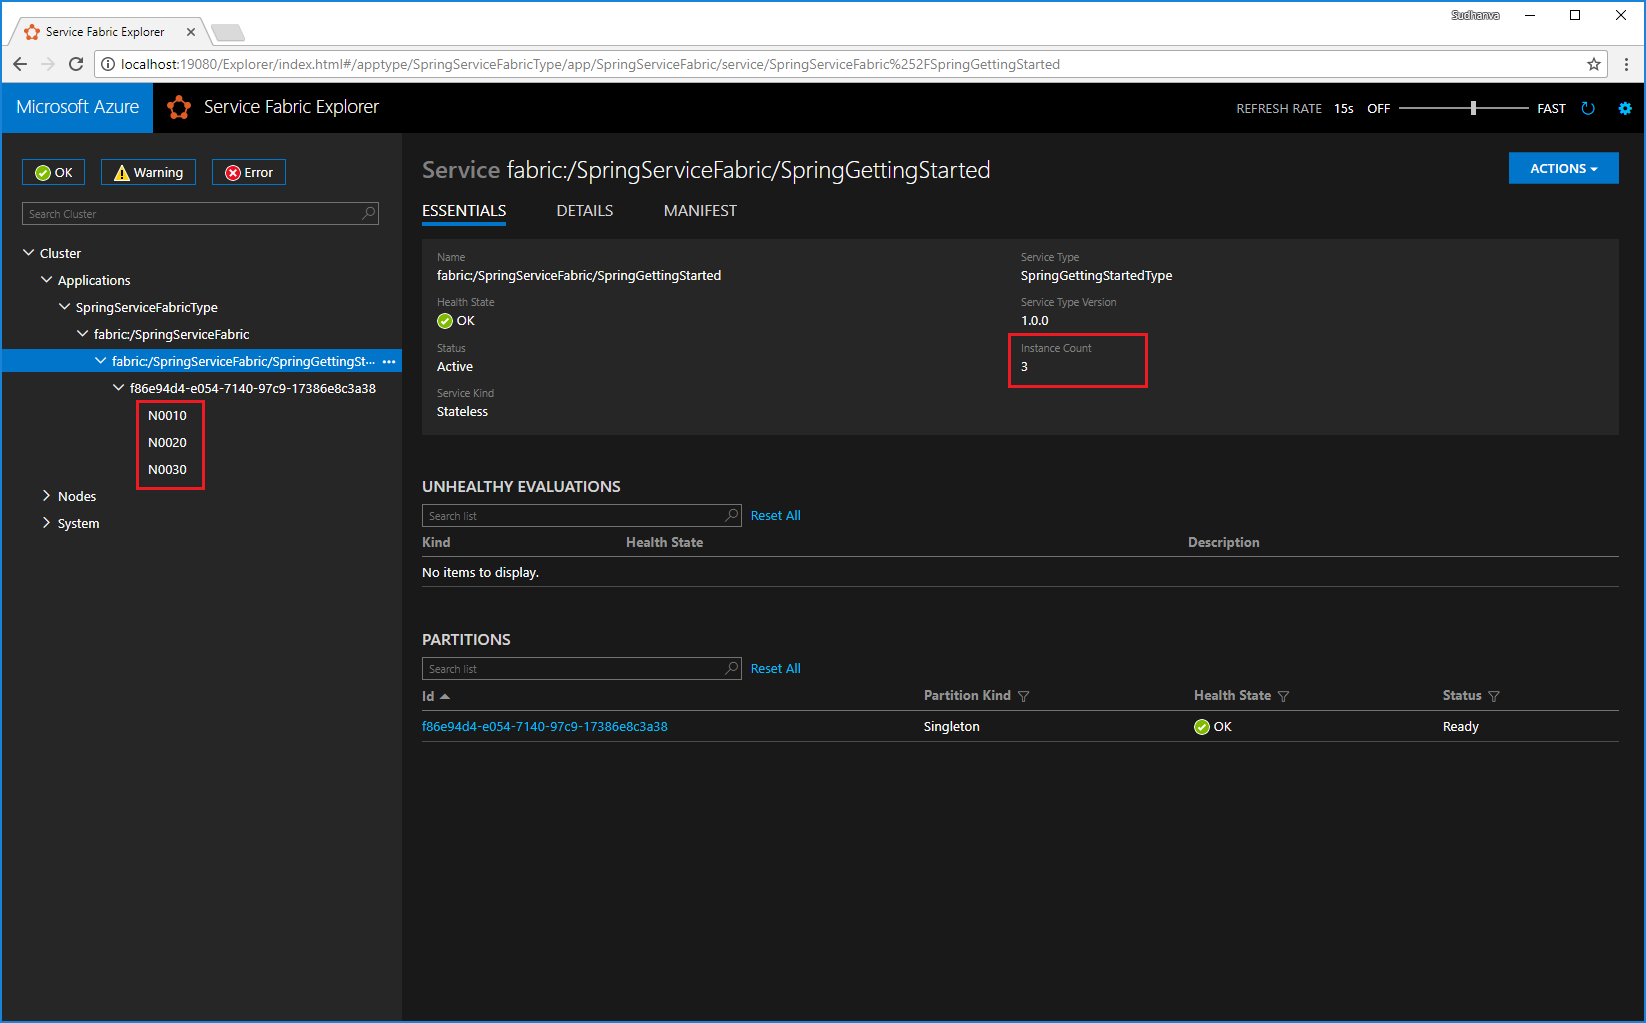 Sudhanva
Service Fabric Explorer
localhost:19080/Explorer/index.html#/apptype/SpringServiceFabricType/app/SpringServiceFabric/service/SpringServiceFabric%252FSpringGettingStarted
Microsoft Azure Service Fabric Explorer REFRESH RATE 15s OFF FAST
OK Warning Error
Search Cluster
Cluster
Applications
SpringServiceFabricType
fabric:/SpringServiceFabric
fabric:/SpringServiceFabric/SpringGettingSt...
f86e94d4-e054-7140-97c9-17386e8c3a38
N0010
N0020
N0030
Nodes
System
Service fabric:/SpringServiceFabric/SpringGettingStarted
ACTIONS
ESSENTIALS DETAILS MANIFEST
Name
fabric:/SpringServiceFabric/SpringGettingStarted
Health State
OK
Status
Active
Service Kind
Stateless
Service Type
SpringGettingStartedType
Service Type Version
1.0.0
Instance Count
3
UNHEALTHY EVALUATIONS
Search list Reset All
Kind Health State Description
No items to display.
PARTITIONS
Search list Reset All
Id Partition Kind Health State Status
f86e94d4-e054-7140-97c9-17386e8c3a38 Singleton OK Ready